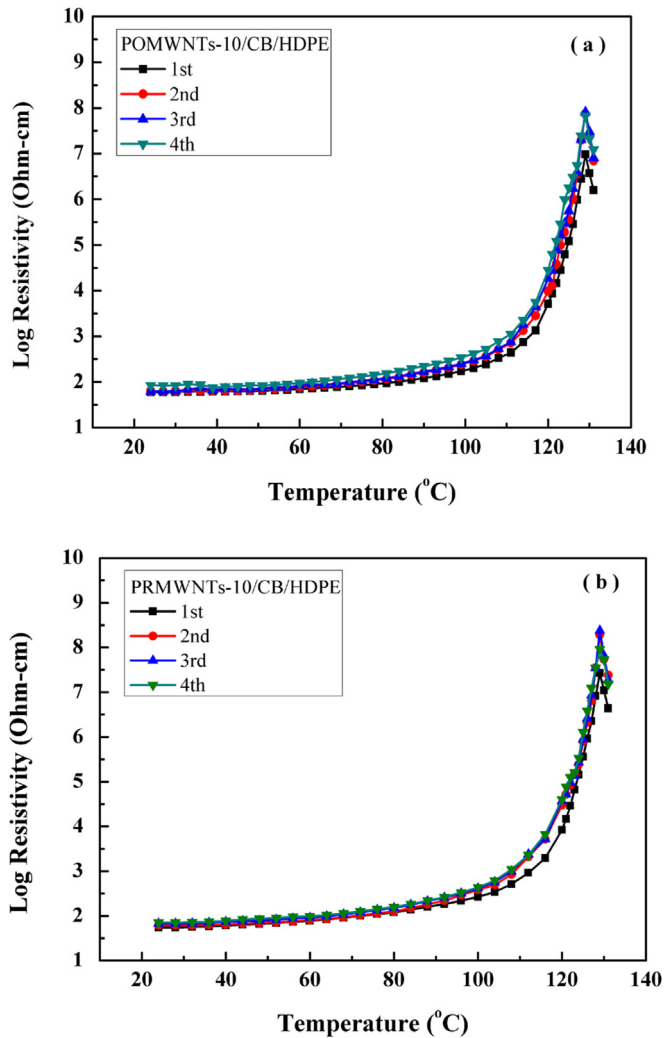 10
( a )
POMWNTs-10/CB/HDPE
1st
9
2nd
3rd
8
4th
7
6
5
4
3
2
1
Log Resistivity (Ohm-cm)
20 40 60 80 100 120 140
Temperature (°C)
10
( b )
PRMWNTs-10/CB/HDPE
1st
9
2nd
3rd
8
4th
7
6
5
4
3
2
1
Log Resistivity (Ohm-cm)
20 40 60 80 100 120 140
Temperature (°C)